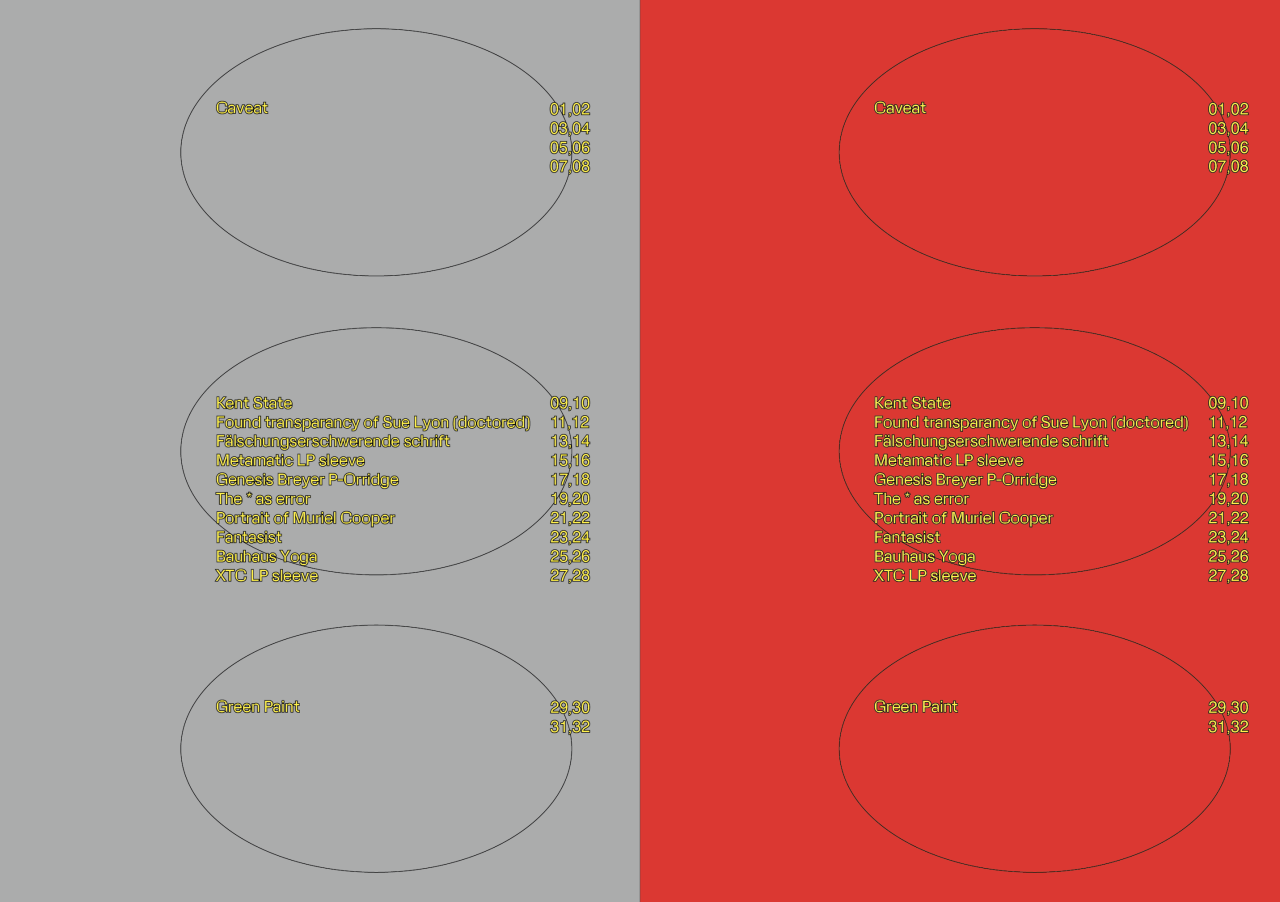 Caveat 01,02
03,04
05,06
07,08
Kent State 09,10
Found transparancy of Sue Lyon (doctored) 11,12
Fälschungserschwerende schrift 13,14
Metamatic LP sleeve 15,16
Genesis Breyer P-Orridge 17,18
The * as error 19,20
Portrait of Muriel Cooper 21,22
Fantasist 23,24
Bauhaus Yoga 25,26
XTC LP sleeve 27,28
Green Paint 29,30
31,32
Caveat 01,02
03,04
05,06
07,08
Kent State 09,10
Found transparancy of Sue Lyon (doctored) 11,12
Fälschungserschwerende schrift 13,14
Metamatic LP sleeve 15,16
Genesis Breyer P-Orridge 17,18
The * as error 19,20
Portrait of Muriel Cooper 21,22
Fantasist 23,24
Bauhaus Yoga 25,26
XTC LP sleeve 27,28
Green Paint 29,30
31,32